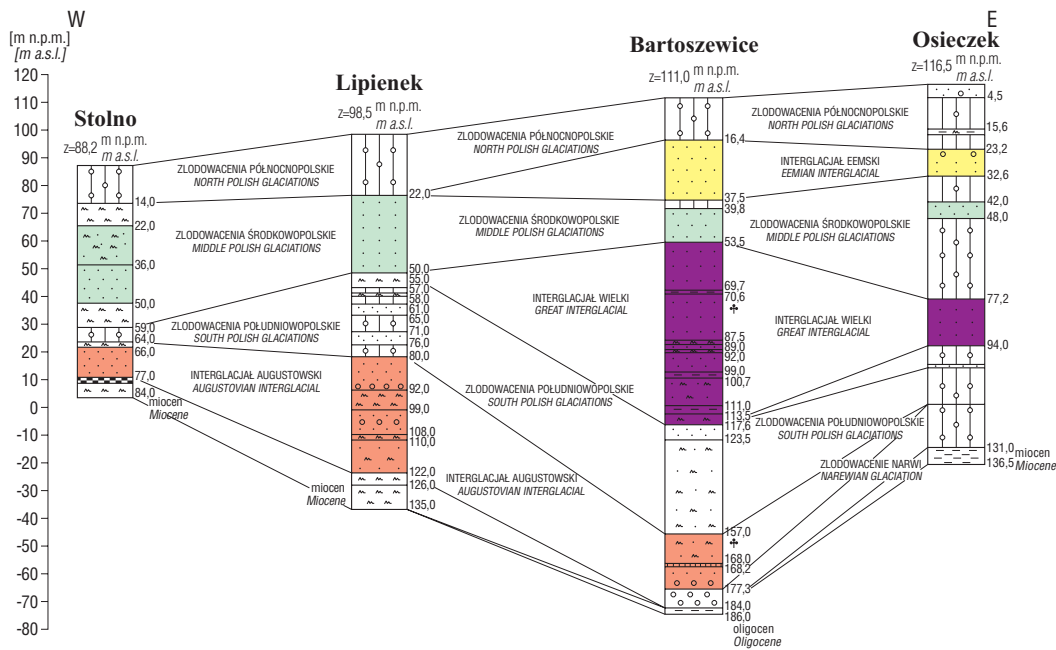 W
E
[m n.p.m.]
[m a.s.l.]
120
110
100
90
80
70
60
50
40
30
20
10
0
-10
-20
-30
-40
-50
-60
-70
-80
Stolno
z=88,2 m n.p.m.
m a.s.l.
14,0
22,0
36,0
50,0
59,0
64,0
66,0
77,0
84,0
miocen
Miocene
Lipienek
z=98,5 m n.p.m.
m a.s.l.
22,0
50,0
55,0
57,0
58,0
61,0
65,0
71,0
76,0
80,0
92,0
99,0
108,0
110,0
122,0
126,0
135,0
miocen
Miocene
Bartoszewice
z=111,0 m n.p.m.
m a.s.l.
16,4
37,5
39,8
53,5
69,7
70,6
87,5
89,0
92,0
99,0
100,7
111,0
113,5
117,6
123,5
157,0
168,0
168,2
177,3
184,0
186,0
oligocen
Oligocene
Osieczek
z=116,5 m n.p.m.
m a.s.l.
4,5
15,6
23,2
32,6
42,0
48,0
77,2
94,0
131,0
136,5
miocen
Miocene
ZLODOWACENIA PÓŁNOCNOPOLSKIE
NORTH POLISH GLACIATIONS
ZLODOWACENIA ŚRODKOWOPOLSKIE
MIDDLE POLISH GLACIATIONS
ZLODOWACENIA POŁUDNIOWOPOLSKIE
SOUTH POLISH GLACIATIONS
INTERGLACJAŁ AUGUSTOWSKI
AUGUSTOVIAN INTERGLACIAL
ZLODOWACENIA PÓŁNOCNOPOLSKIE
NORTH POLISH GLACIATIONS
ZLODOWACENIA ŚRODKOWOPOLSKIE
MIDDLE POLISH GLACIATIONS
INTERGLACJAŁ WIELKI
GREAT INTERGLACIAL
ZLODOWACENIA POŁUDNIOWOPOLSKIE
SOUTH POLISH GLACIATIONS
INTERGLACJAŁ AUGUSTOWSKI
AUGUSTOVIAN INTERGLACIAL
ZLODOWACENIA PÓŁNOCNOPOLSKIE
NORTH POLISH GLACIATIONS
INTERGLACJAŁ EEMSKI
EEMIAN INTERGLACIAL
ZLODOWACENIA ŚRODKOWOPOLSKIE
MIDDLE POLISH GLACIATIONS
INTERGLACJAŁ WIELKI
GREAT INTERGLACIAL
ZLODOWACENIA POŁUDNIOWOPOLSKIE
SOUTH POLISH GLACIATIONS
ZLODOWACENIE NARWI
NAREWIAN GLACIATION